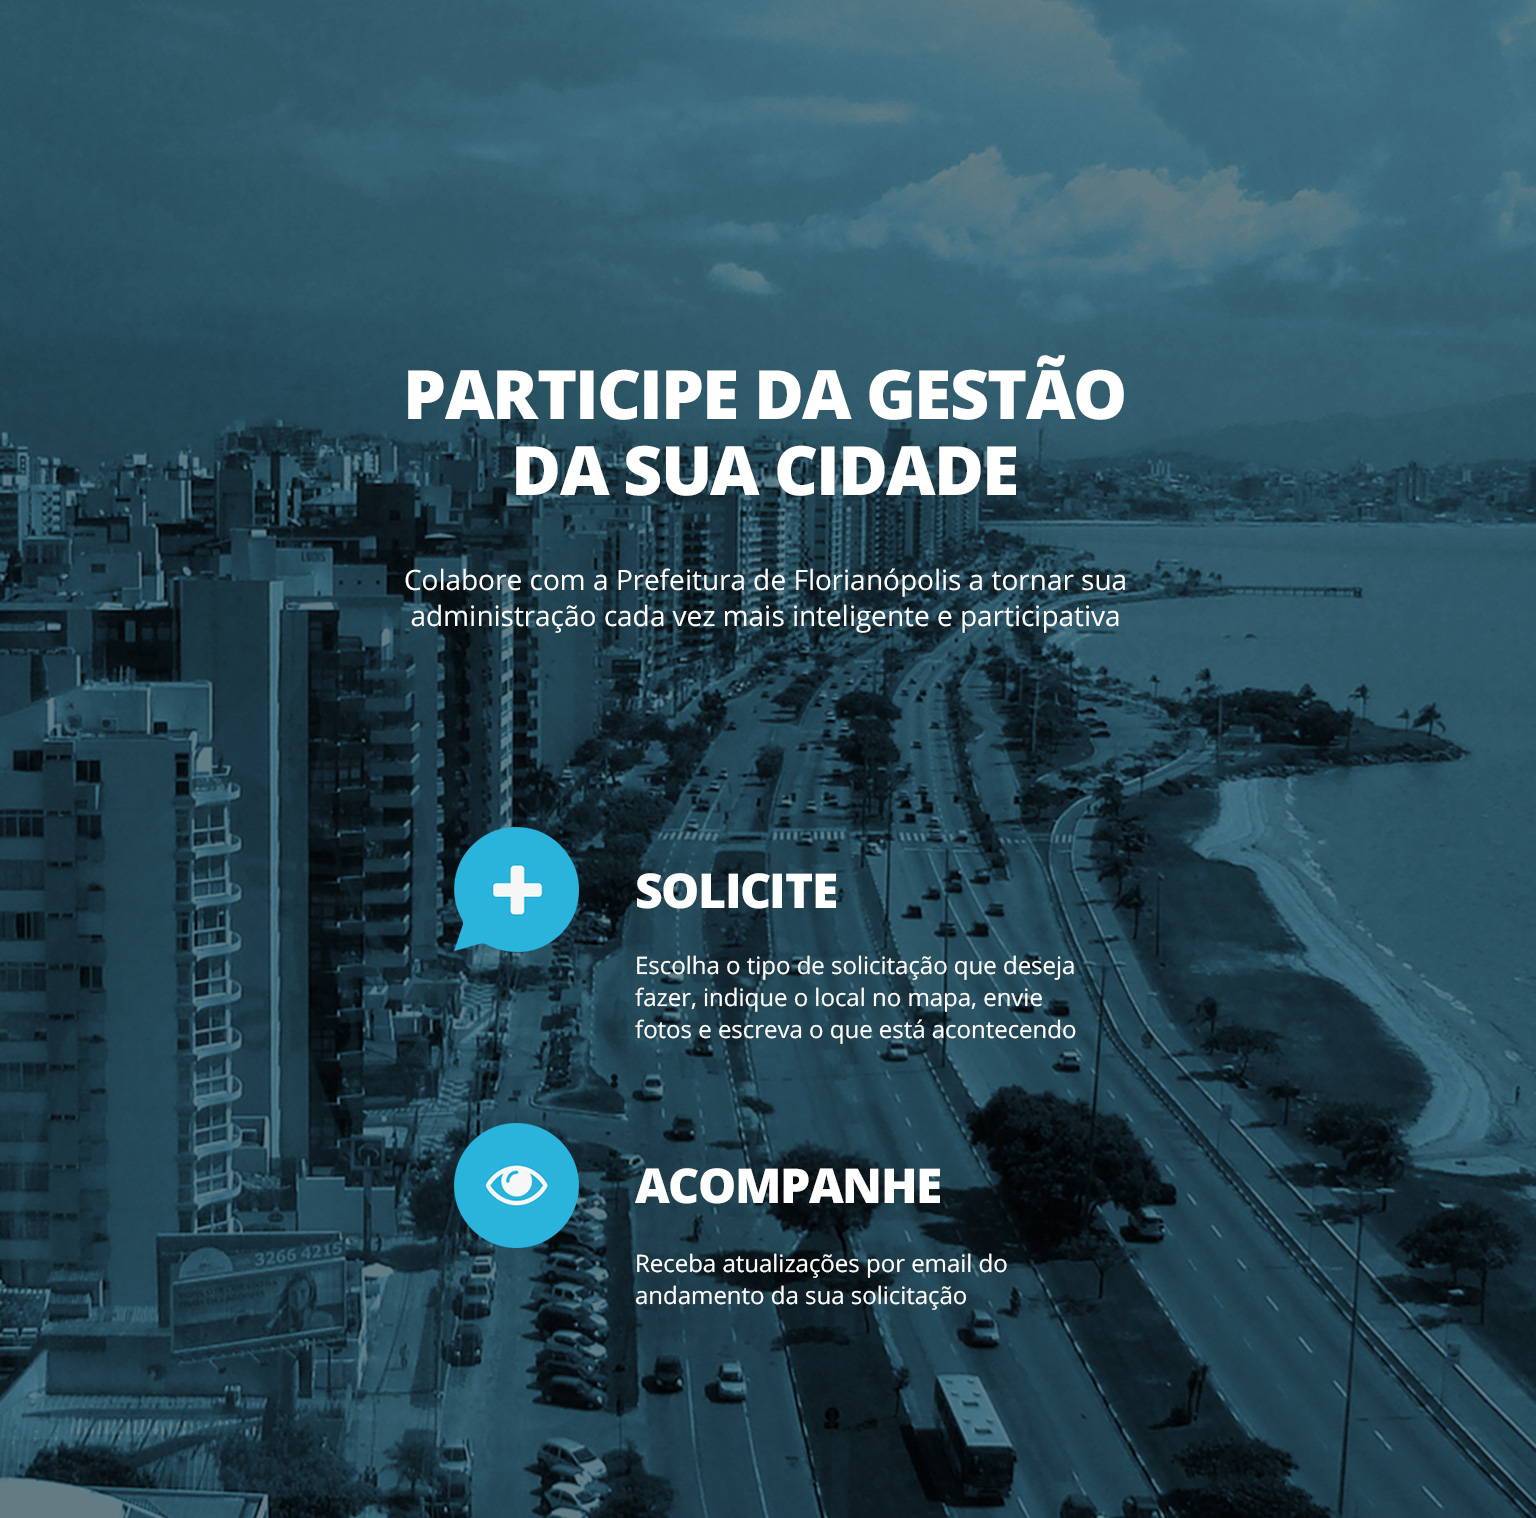 PARTICIPE DA GESTÃO
DA SUA CIDADE
Colabore com a Prefeitura de Florianópolis a tornar sua
administração cada vez mais inteligente e participativa
SOLICITE
Escolha o tipo de solicitação que deseja
fazer, indique o local no mapa, envie
fotos e escreva o que está acontecendo
ACOMPANHE
3266 4215
Receba atualizações por email do
andamento da sua solicitação